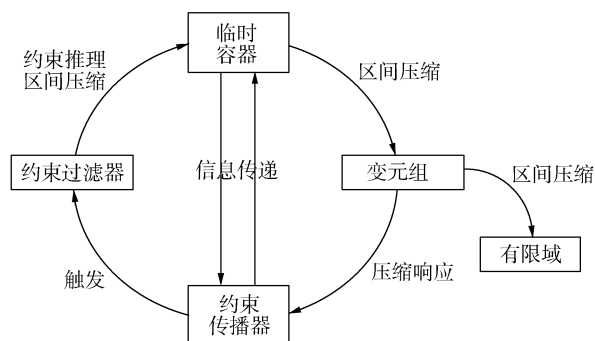 临时
容器
约束推理
区间压缩
区间压缩
约束过滤器
信息传递
变元组
区间压缩
有限域
触发
压缩响应
约束
传播器